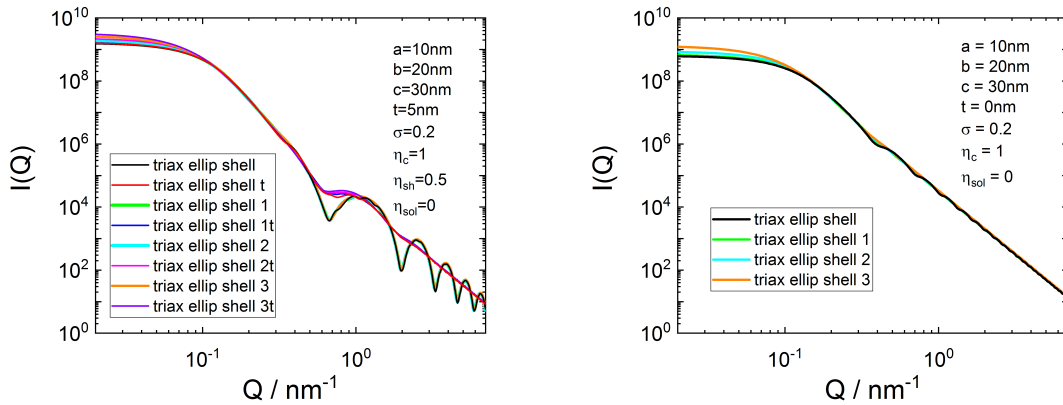 10^10
10^8
10^6
10^4
10^2
10^0
I(Q)
a=10nm
b=20nm
c=30nm
t=5nm
σ=0.2
η_c=1
η_sh=0.5
η_sol=0
triax ellip shell
triax ellip shell t
triax ellip shell 1
triax ellip shell 1t
triax ellip shell 2
triax ellip shell 2t
triax ellip shell 3
triax ellip shell 3t
10^-1
10^0
Q / nm^-1
10^10
10^8
10^6
10^4
10^2
10^0
I(Q)
a = 10nm
b = 20nm
c = 30nm
t = 0nm
σ = 0.2
η_c = 1
η_sol = 0
triax ellip shell
triax ellip shell 1
triax ellip shell 2
triax ellip shell 3
10^-1
10^0
Q / nm^-1